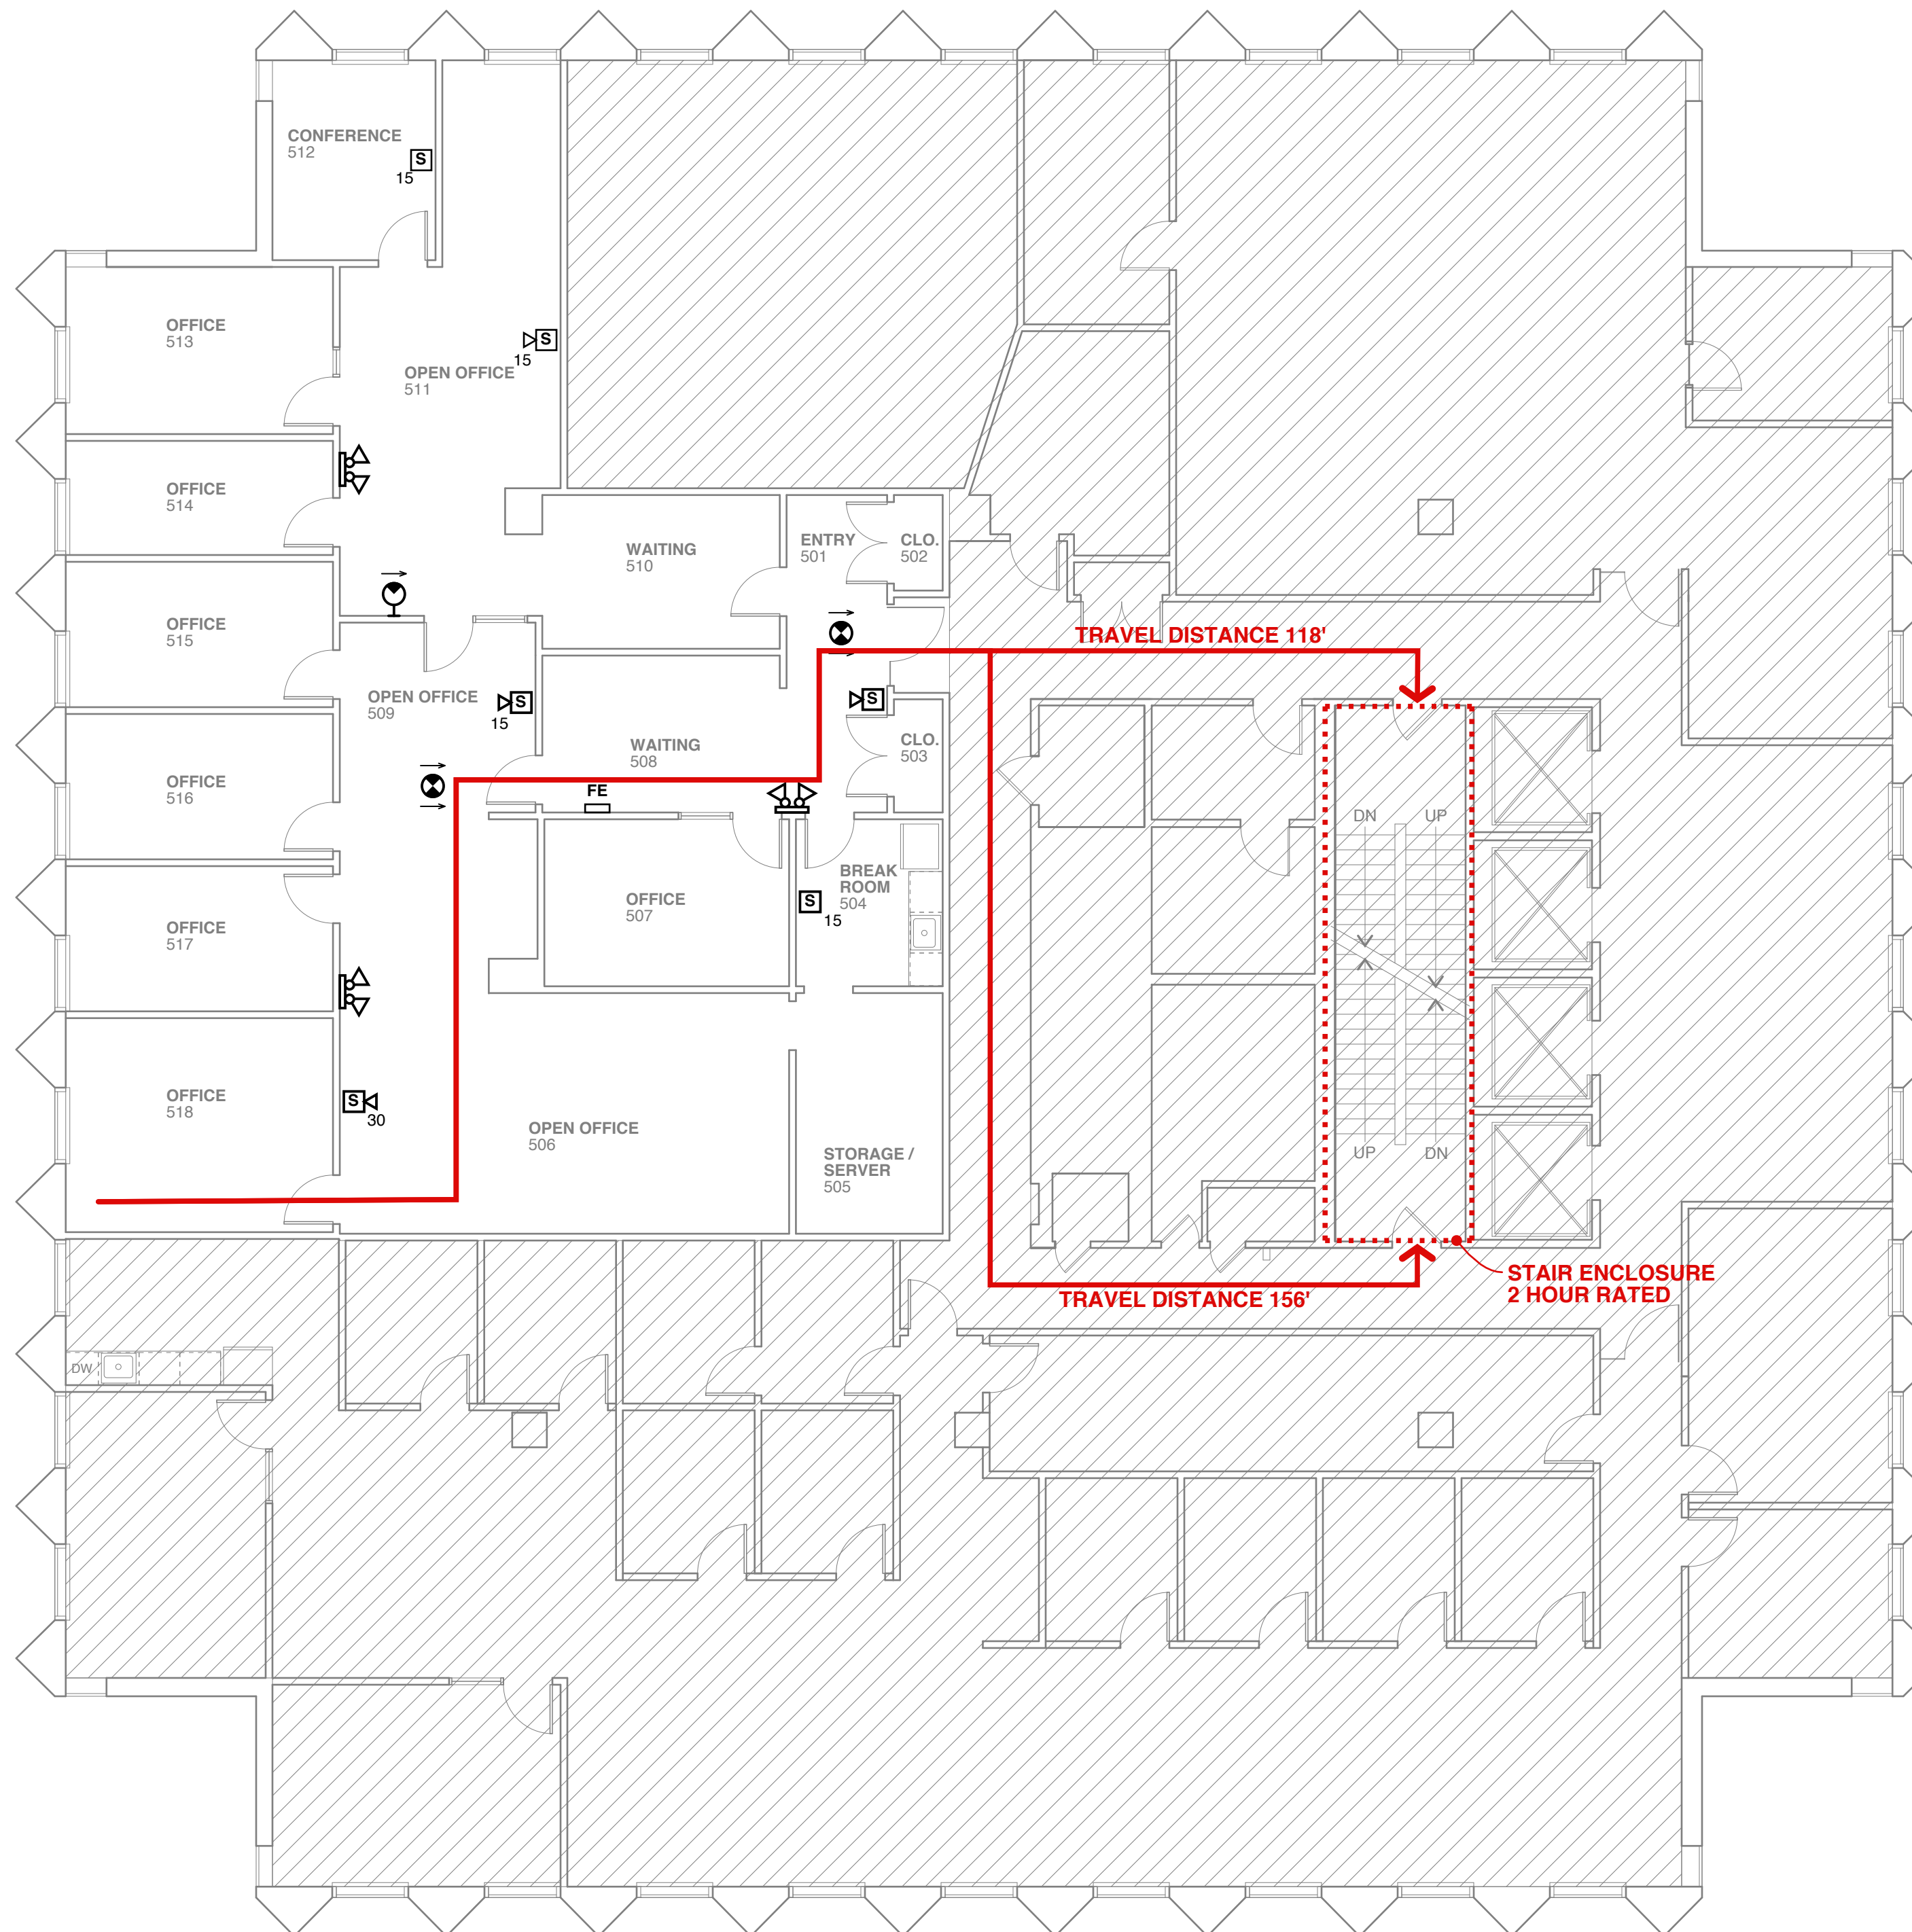 CONFERENCE
512
S
15
OFFICE
513
S
15
OPEN OFFICE
511
OFFICE
514
WAITING
510
ENTRY
501
CLO.
502
OFFICE
515
TRAVEL DISTANCE 118'
OPEN OFFICE
509
S
15
S
WAITING
508
CLO.
503
OFFICE
516
FE
DN
UP
BREAK
ROOM
504
OFFICE
507
S
15
OFFICE
517
OFFICE
518
S
30
OPEN OFFICE
506
STORAGE /
SERVER
505
UP
DN
STAIR ENCLOSURE
2 HOUR RATED
TRAVEL DISTANCE 156'
DW